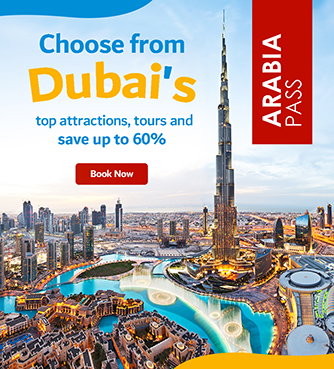 Choose from
Dubai's
top attractions, tours and
save up to 60%
Book Now
ARABIA
PASS